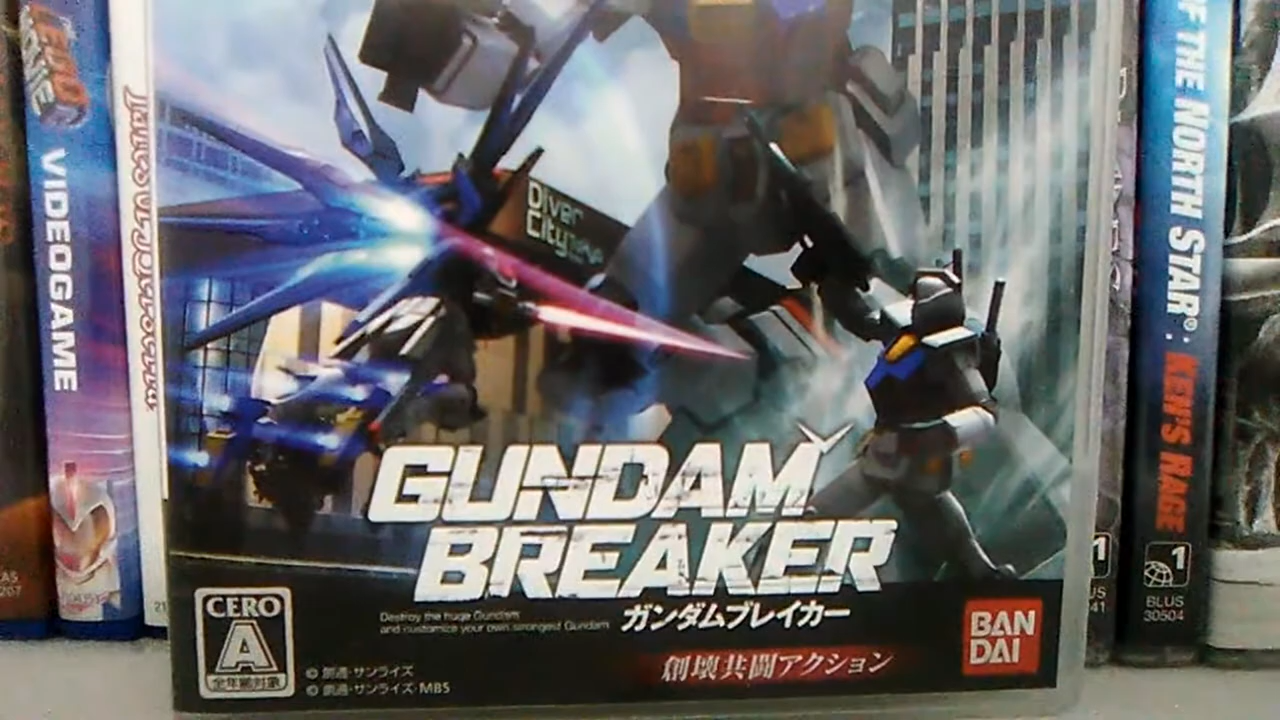 VIDEOGAME
Diver
City
GUNDAM
BREAKER
Destroy the huge Gundam
and customize your own strongest Gundam
ガンダムブレイカー
創壊共闘アクション
CERO
A
全年齢対象
© 創通・サンライズ
© 創通・サンライズ・MBS
BAN
DAI
OF THE NORTH STAR®: KEN'S RAGE
1
BLUS
30504
1